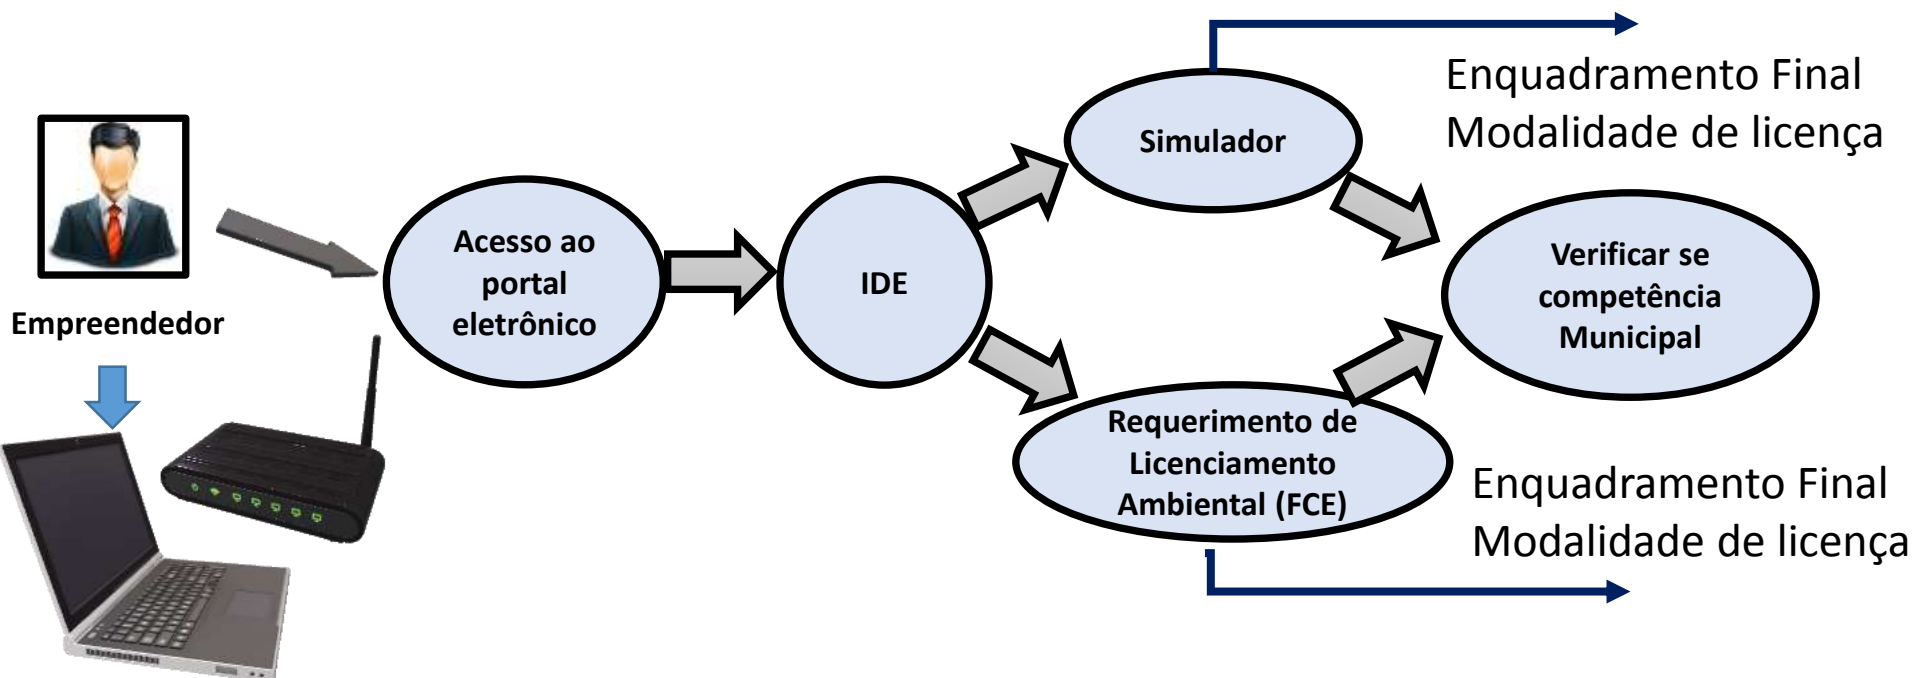 Empreendedor
Acesso ao
portal
eletrônico
IDE
Simulador
Enquadramento Final
Modalidade de licença
Verificar se
competência
Municipal
Requerimento de
Licenciamento
Ambiental (FCE)
Enquadramento Final
Modalidade de licença